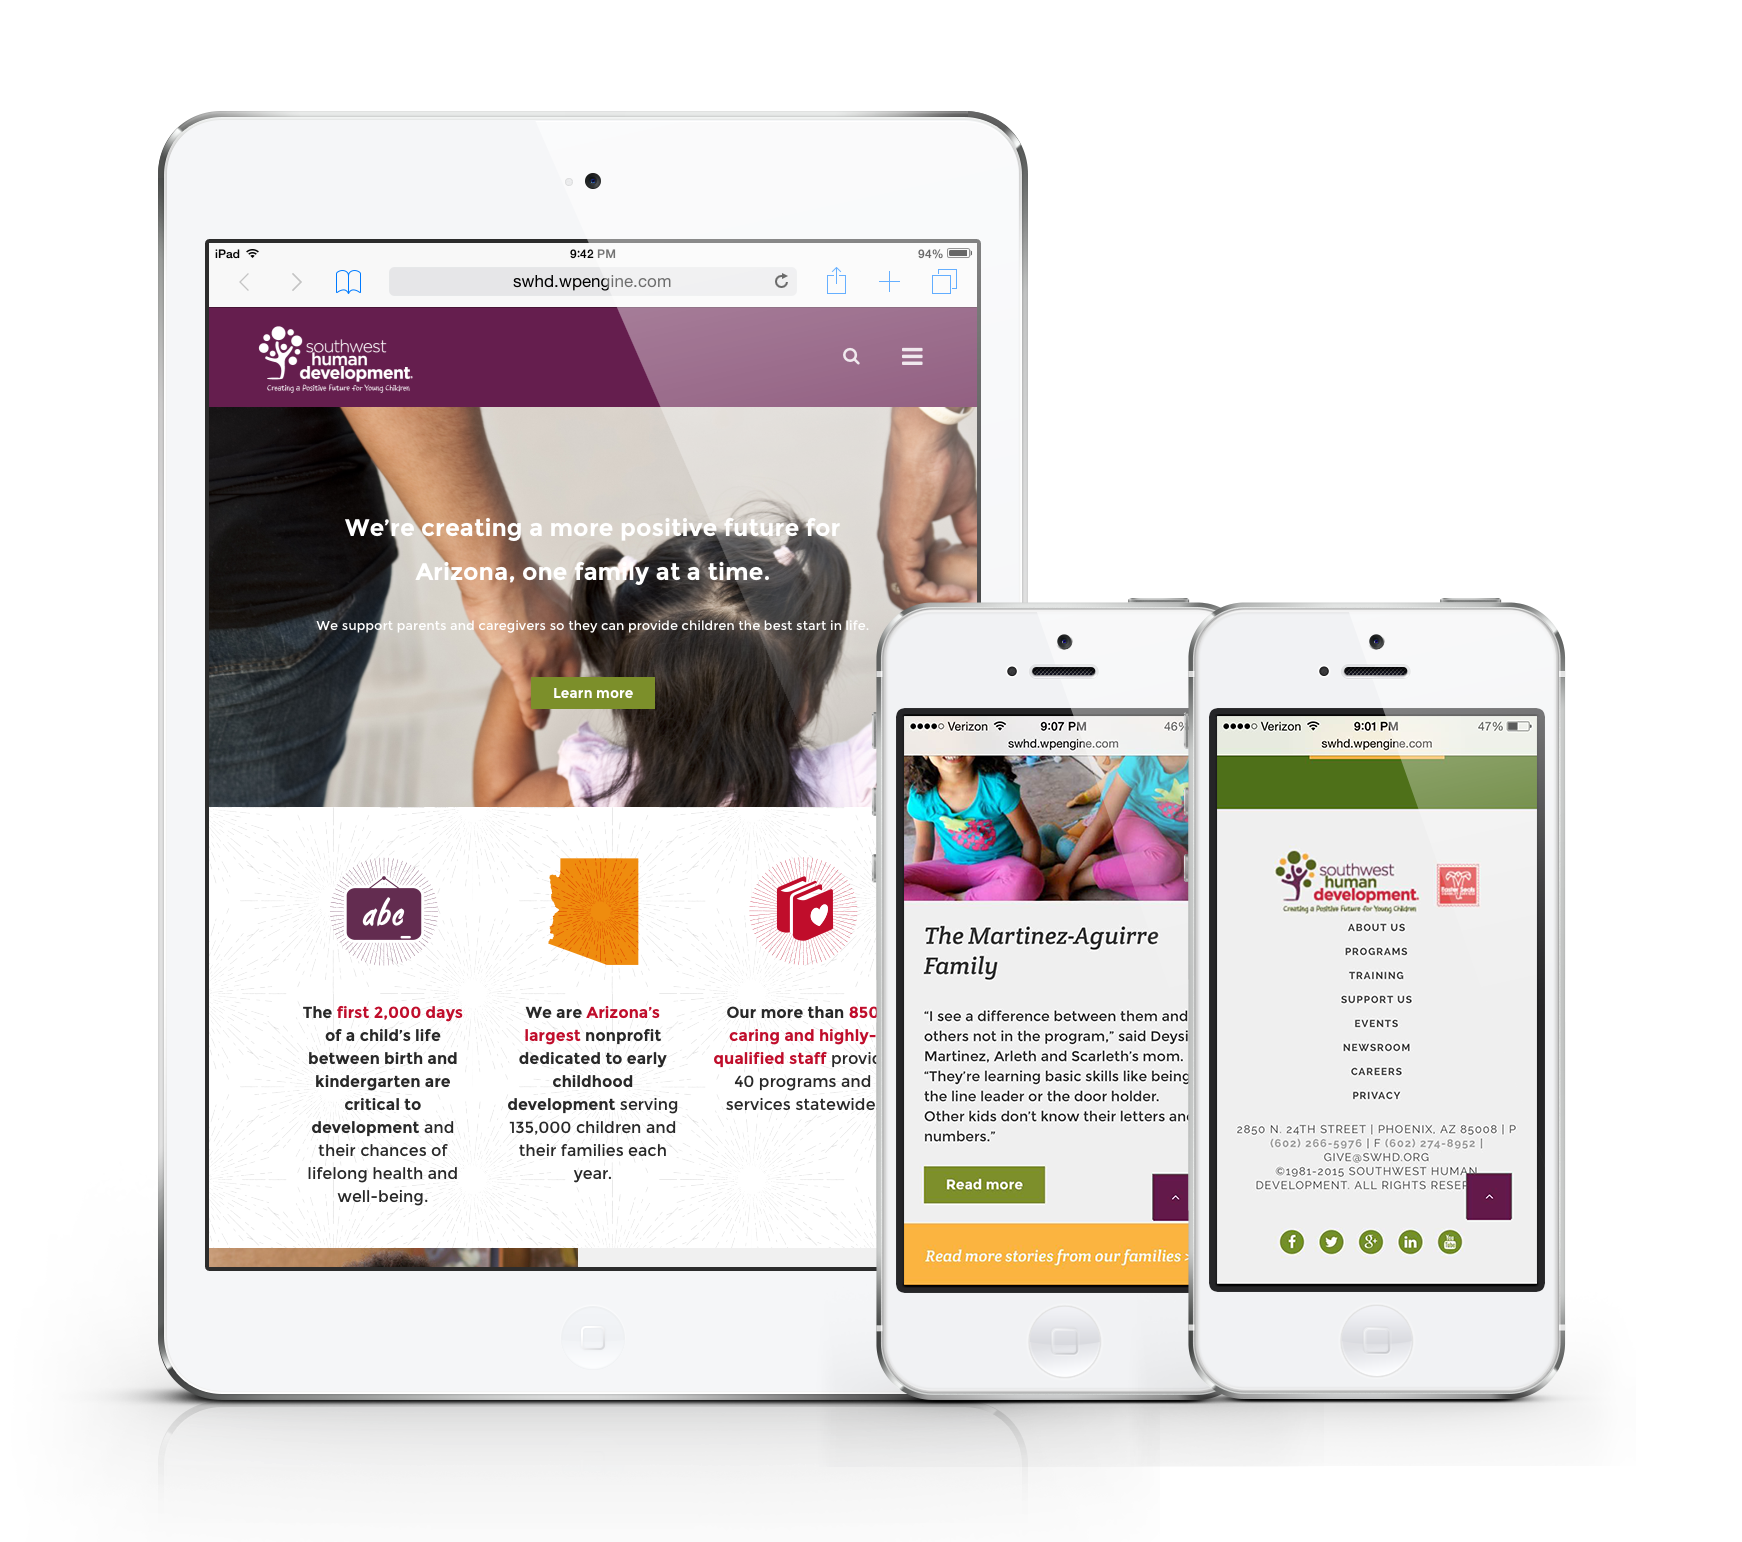 iPad
9:42 PM
94%
swhd.wpengine.com
southwest
human
development.
Creating a Positive Future for Young Children
We're creating a more positive future for
Arizona, one family at a time.
We support parents and caregivers so they can provide children the best start in life.
Learn more
abc
The first 2,000 days
of a child's life
between birth and
kindergarten are
critical to
development and
their chances of
lifelong health and
well-being.
We are Arizona's
largest nonprofit
dedicated to early
childhood
development serving
135,000 children and
their families each
year.
Our more than 850
caring and highly-
qualified staff
40 programs and
services statewide
Verizon
9:07 PM
46%
swhd.wpengine.com
The Martinez-Aguirre
Family
“I see a difference between them and
others not in the program,” said Deysi
Martinez, Arleth and Scarleth's mom.
“They're learning basic skills like being
the line leader or the door holder.
Other kids don't know their letters and
numbers.”
Read more
Read more stories from our families >
Verizon
9:01 PM
47%
swhd.wpengine.com
southwest
human
development.
Creating a Positive Future for Young Children
Easter Seals
ABOUT US
PROGRAMS
TRAINING
SUPPORT US
EVENTS
NEWSROOM
CAREERS
PRIVACY
2850 N. 24TH STREET | PHOENIX, AZ 85008 | P
(602) 266-5976 | F (602) 274-8952 |
GIVE@SWHD.ORG
©1981-2015 SOUTHWEST HUMAN
DEVELOPMENT. ALL RIGHTS
You Tube